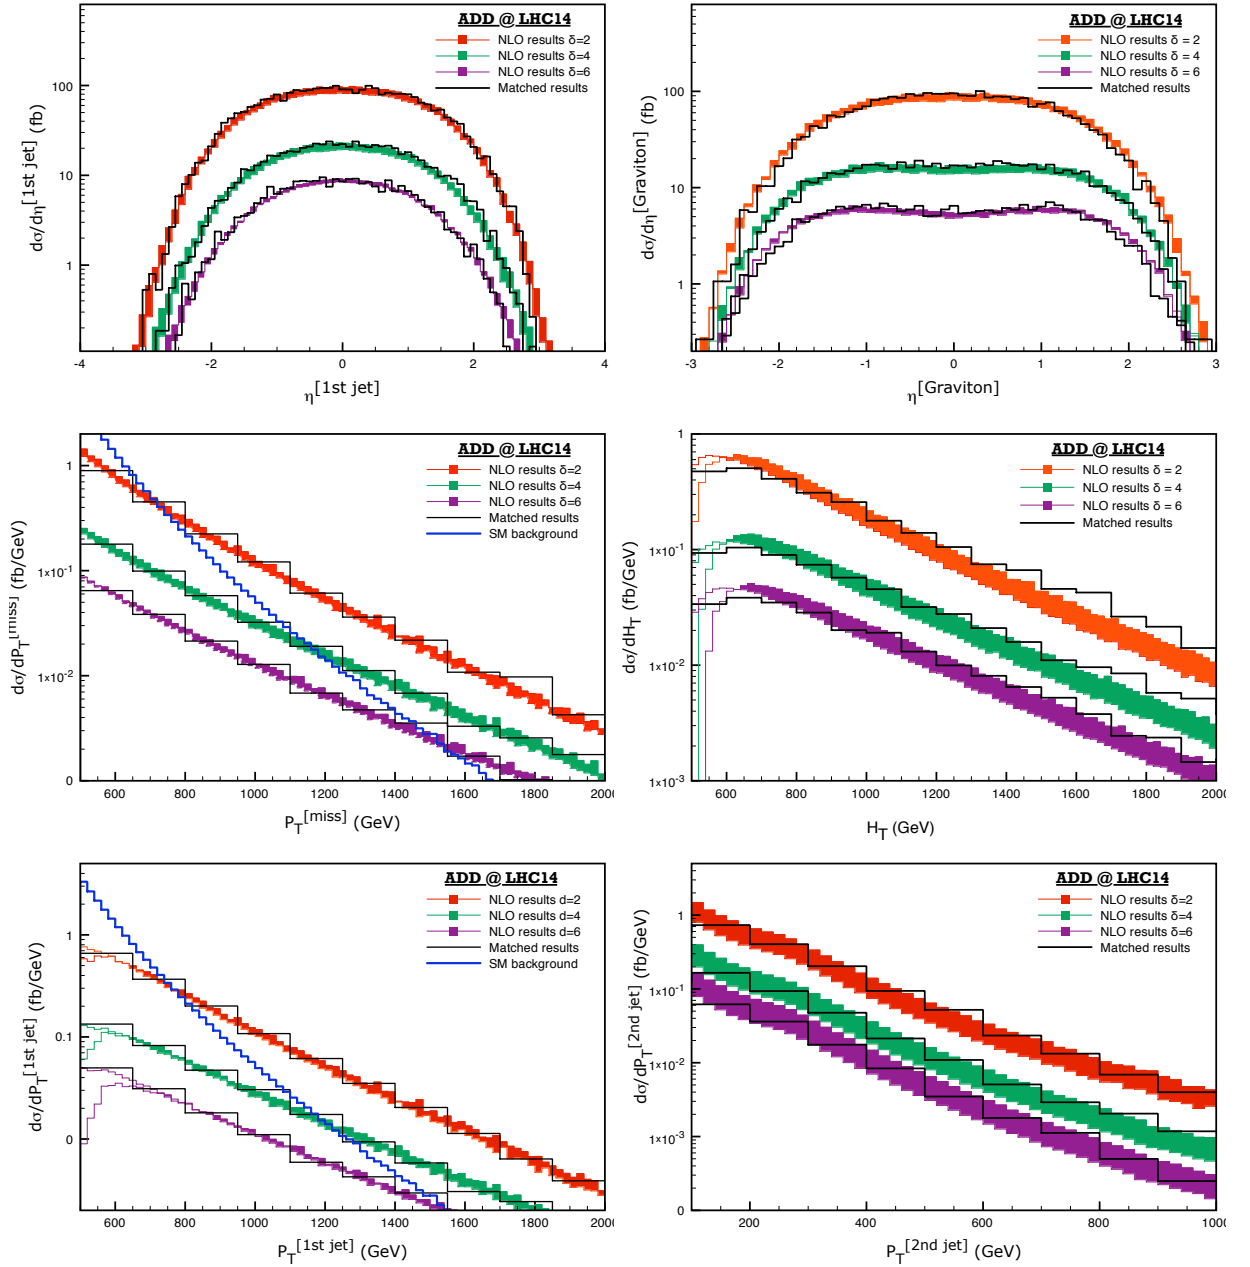 ADD @ LHC14
NLO results δ=2
NLO results δ=4
NLO results δ=6
Matched results
dσ/dη[1st jet] (fb)
100
10
1
-4
-2
0
2
4
η[1st jet]
ADD @ LHC14
NLO results δ = 2
NLO results δ = 4
NLO results δ = 6
Matched results
dσ/dη[Graviton] (fb)
100
10
1
-3
-2
-1
0
1
2
3
η[Graviton]
ADD @ LHC14
NLO results δ=2
NLO results δ=4
NLO results δ=6
Matched results
SM background
dσ/dPT[miss] (fb/GeV)
1
1×10⁻¹
1×10⁻²
0
600
800
1000
1200
1400
1600
1800
2000
PT[miss] (GeV)
ADD @ LHC14
NLO results δ = 2
NLO results δ = 4
NLO results δ = 6
Matched results
dσ/dHT (fb/GeV)
1
1×10⁻¹
1×10⁻²
1×10⁻³
600
800
1000
1200
1400
1600
1800
2000
HT (GeV)
ADD @ LHC14
NLO results d=2
NLO results d=4
NLO results d=6
Matched results
SM background
dσ/dPT[1st jet] (fb/GeV)
1
0.1
0
600
800
1000
1200
1400
1600
1800
2000
PT[1st jet] (GeV)
ADD @ LHC14
NLO results δ=2
NLO results δ=4
NLO results δ=6
Matched results
dσ/dPT[2nd jet] (fb/GeV)
1
1×10⁻¹
1×10⁻²
1×10⁻³
0
200
400
600
800
1000
PT[2nd jet] (GeV)